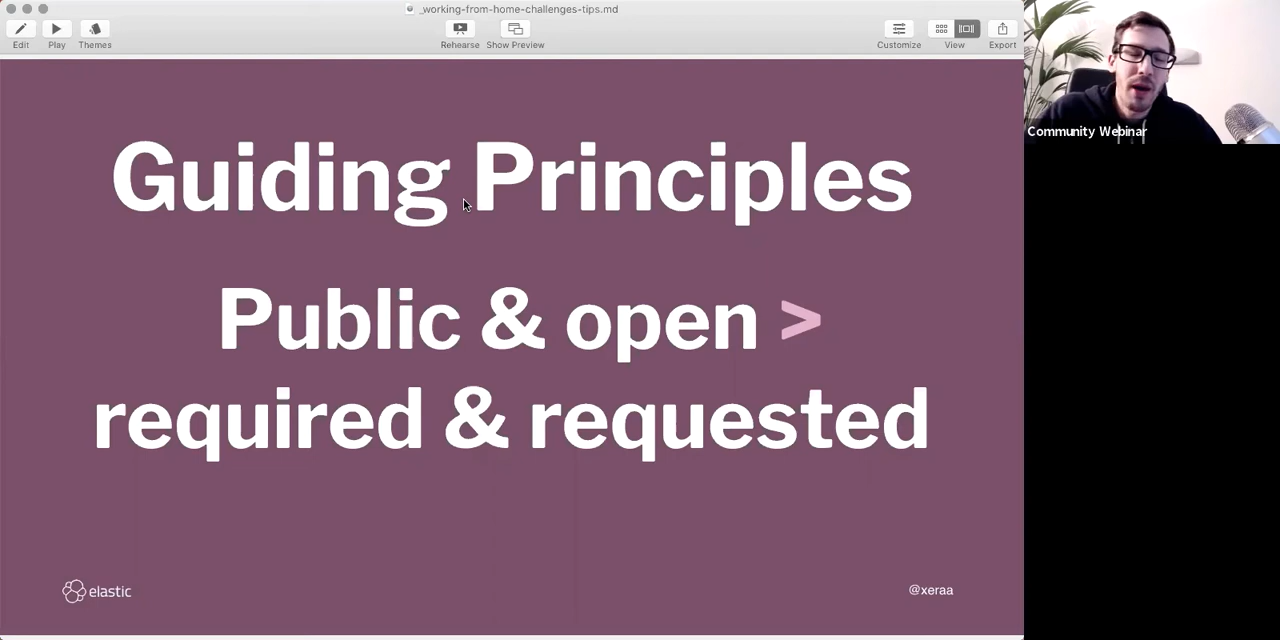 _working-from-home-challenges-tips.md
Edit
Play
Themes
Rehearse
Show Preview
Customize
View
Export
Community Webinar
Guiding Principles
Public & open >
required & requested
elastic
@xeraa